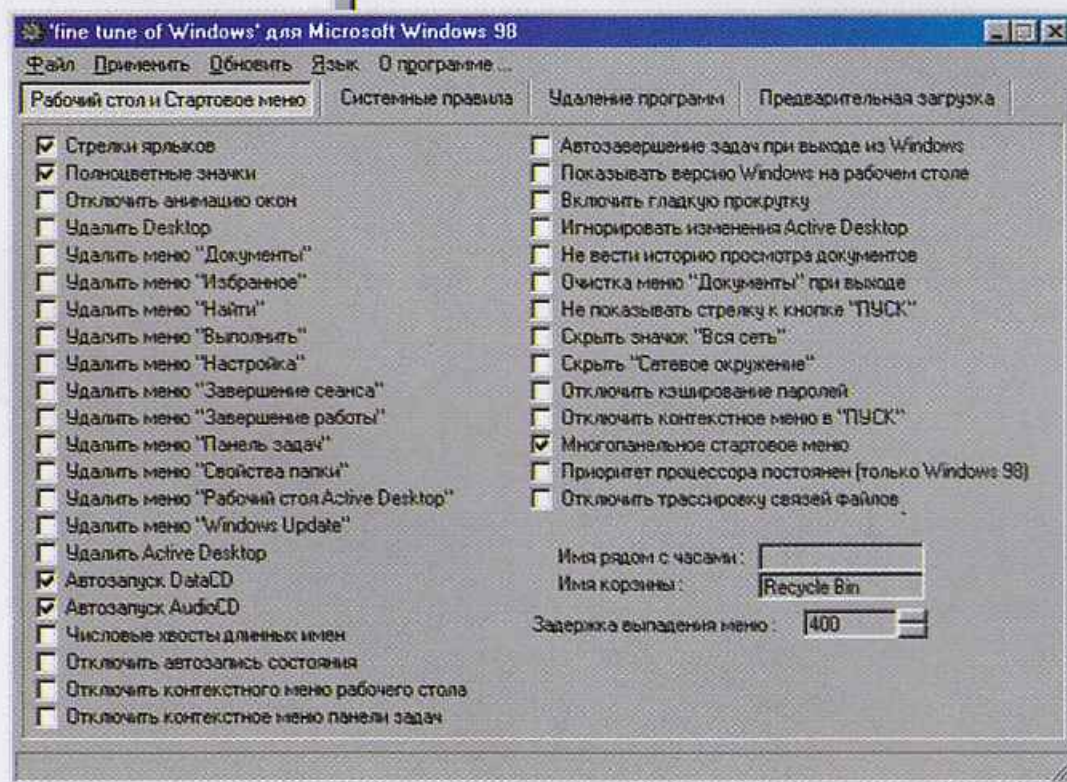 'fine tune of Windows' для Microsoft Windows 98
Файл Применить Обновить Язык О программе ...
Рабочий стол и Стартовое меню Системные правила Удаление программ Предварительная загрузка
Стрелки ярлыков
Полноцветные значки
Отключить анимацию окон
Удалить Desktop
Удалить меню "Документы"
Удалить меню "Избранное"
Удалить меню "Найти"
Удалить меню "Выполнить"
Удалить меню "Настройка"
Удалить меню "Завершение сеанса"
Удалить меню "Завершение работы"
Удалить меню "Панель задач"
Удалить меню "Свойства папки"
Удалить меню "Рабочий стол Active Desktop"
Удалить меню "Windows Update"
Удалить Active Desktop
Автозапуск DataCD
Автозапуск AudioCD
Числовые хвосты длинных имен
Отключить автозапись состояния
Отключить контекстного меню рабочего стола
Отключить контекстное меню панели задач
Автозавершение задач при выходе из Windows
Показывать версию Windows на рабочем столе
Включить гладкую прокрутку
Игнорировать изменения Active Desktop
Не вести историю просмотра документов
Очистка меню "Документы" при выходе
Не показывать стрелку к кнопке "ПУСК"
Скрыть значок "Вся сеть"
Скрыть "Сетевое окружение"
Отключить кэширование паролей
Отключить контекстное меню в "ПУСК"
Многопанельное стартовое меню
Приоритет процессора постоянен (только Windows 98)
Отключить трассировку связей файлов
Имя рядом с часами :
Имя корзины : Recycle Bin
Задержка выпадения меню : 400